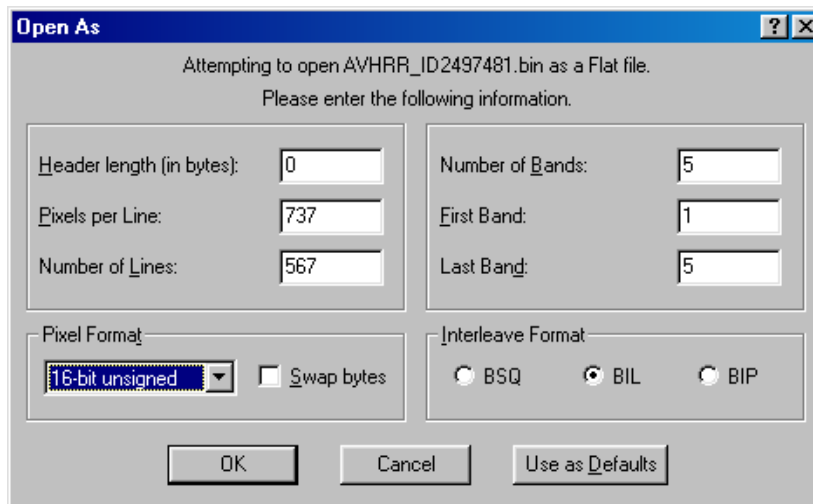 Open As
Attempting to open AVHRR_ID2497481.bin as a Flat file.
Please enter the following information.
Header length (in bytes): 0
Pixels per Line: 737
Number of Lines: 567
Number of Bands: 5
First Band: 1
Last Band: 5
Pixel Format
16-bit unsigned Swap bytes
Interleave Format
BSQ BIL BIP
OK Cancel Use as Defaults